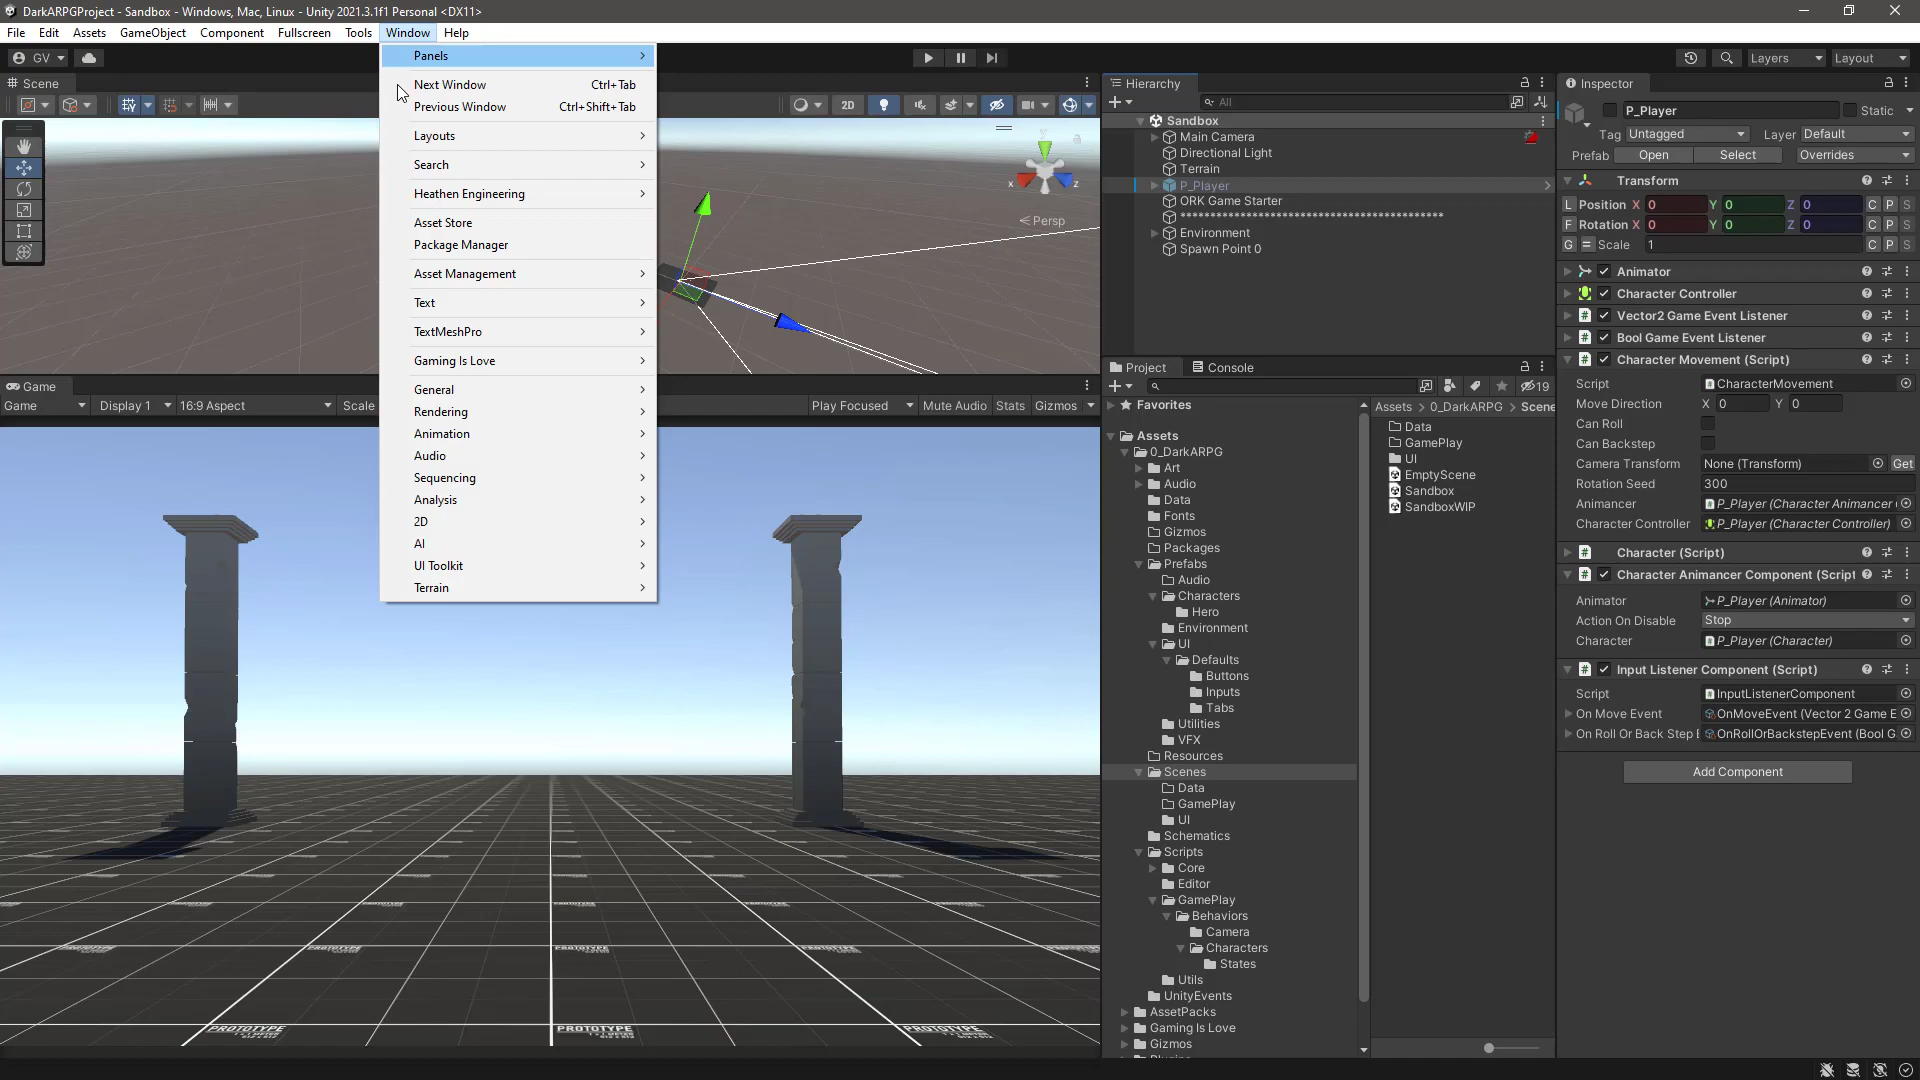 DarkARPGProject - Sandbox - Windows, Mac, Linux - Unity 2021.3.1f1 Personal <DX11>
File Edit Assets GameObject Component Fullscreen Tools Window Help
GV
Layers
Layout
Scene
2D
Persp
Panels
Next Window Ctrl+Tab
Previous Window Ctrl+Shift+Tab
Layouts
Search
Heathen Engineering
Asset Store
Package Manager
Asset Management
Text
TextMeshPro
Gaming Is Love
General
Rendering
Animation
Audio
Sequencing
Analysis
2D
AI
UI Toolkit
Terrain
y
x
z
Game
Game Display 1 16:9 Aspect Scale
Play Focused Mute Audio Stats Gizmos
PROTOTYPE
PROTOTYPE
PROTOTYPE
Hierarchy
All
Sandbox
Main Camera
Directional Light
Terrain
P_Player
ORK Game Starter
Environment
Spawn Point 0
Project Console
19
Favorites
Assets
0_DarkARPG
Art
Audio
Data
Fonts
Gizmos
Packages
Prefabs
Audio
Characters
Hero
Environment
UI
Defaults
Buttons
Inputs
Tabs
Utilities
VFX
Resources
Scenes
Data
GamePlay
UI
Schematics
Scripts
Core
Editor
GamePlay
Behaviors
Camera
Characters
States
Utils
UnityEvents
AssetPacks
Gaming Is Love
Gizmos
Assets > 0_DarkARPG > Scene
Data
GamePlay
UI
EmptyScene
Sandbox
SandboxWIP
Inspector
P_Player Static
Tag Untagged Layer Default
Prefab Open Select Overrides
Transform
L Position X 0 Y 0 Z 0 C P S
F Rotation X 0 Y 0 Z 0 C P S
G = Scale 1 C P S
Animator
Character Controller
Vector2 Game Event Listener
Bool Game Event Listener
Character Movement (Script)
Script CharacterMovement
Move Direction X 0 Y 0
Can Roll
Can Backstep
Camera Transform None (Transform) Get
Rotation Seed 300
Animancer P_Player (Character Animancer
Character Controller P_Player (Character Controller)
Character (Script)
Character Animancer Component (Script
Animator P_Player (Animator)
Action On Disable Stop
Character P_Player (Character)
Input Listener Component (Script)
Script InputListenerComponent
On Move Event OnMoveEvent (Vector 2 Game E
On Roll Or Back Step E OnRollOrBackstepEvent (Bool G
Add Component